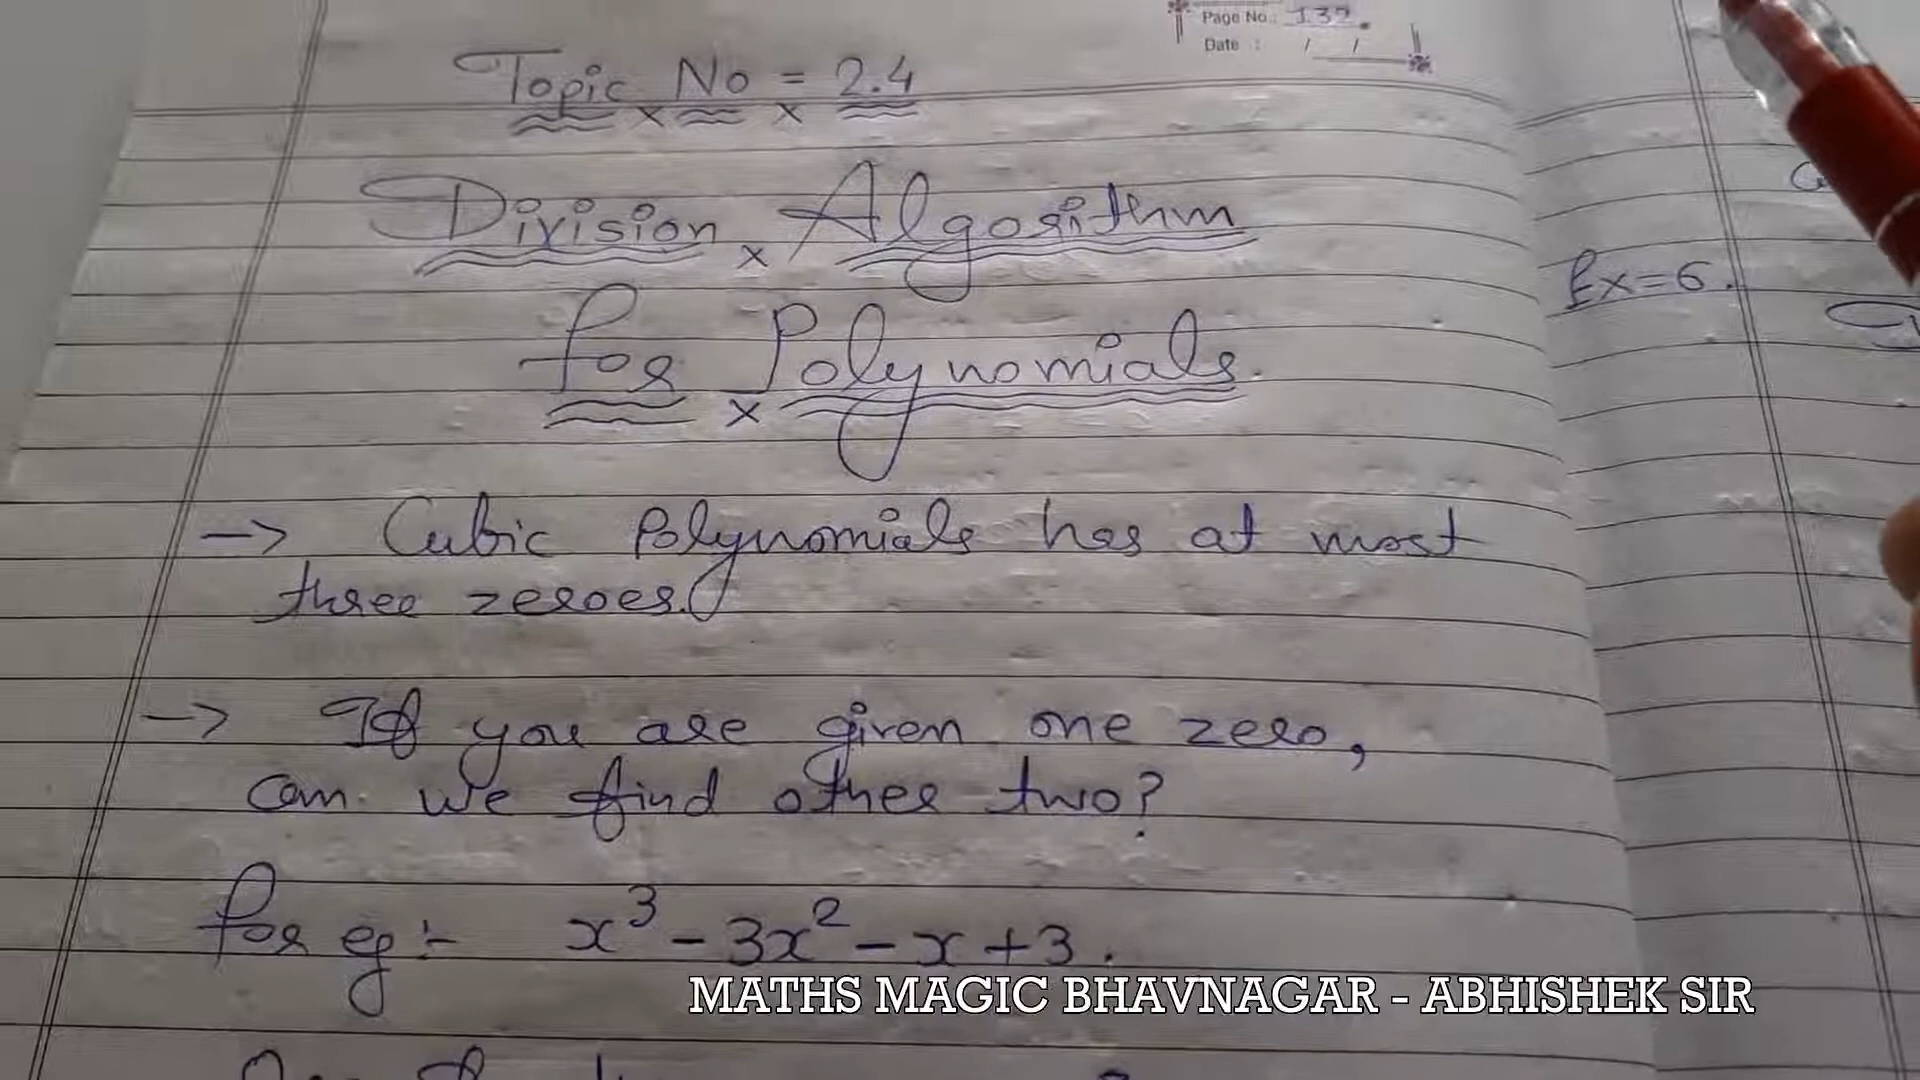 Page No.: 132.
Date : / /
Topic No = 2.4
Division Algorithm
for Polynomials.
→ Cubic Polynomials has at most
three zeroes.
→ If you are given one zero,
can we find other two?
For eg :- x³ - 3x² - x + 3.
Ex=6.
MATHS MAGIC BHAVNAGAR - ABHISHEK SIR